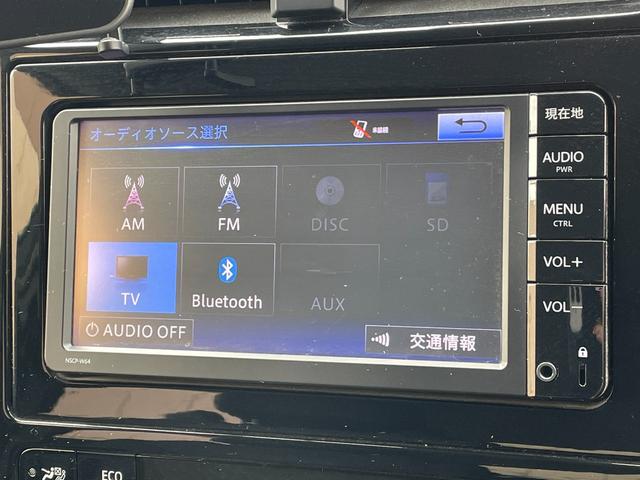 オーディオソース選択
未接続
AM
FM
DISC
SD
TV
Bluetooth
AUX
AUDIO OFF
交通情報
NSCP-W64
現在地
AUDIO
PWR
MENU
CTRL
VOL+
VOL−
ECO